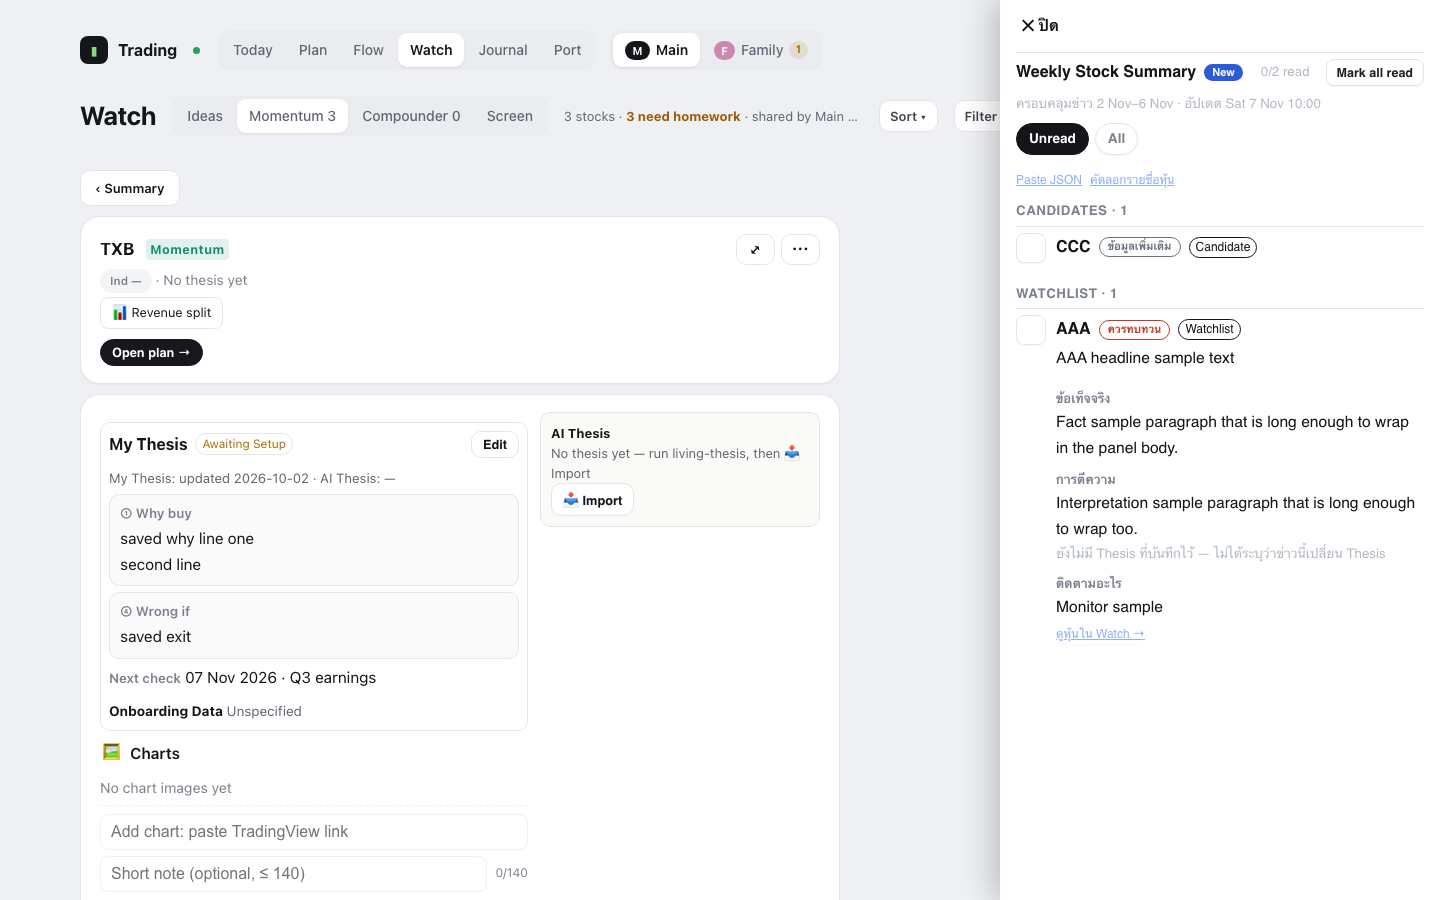 Trading
Today Plan Flow Watch Journal Port
M Main F Family 1
Watch
Ideas Momentum 3 Compounder 0 Screen
3 stocks · 3 need homework · shared by Main ...
Sort ▾
Filter
‹ Summary
TXB Momentum
Ind — · No thesis yet
📊 Revenue split
Open plan →
⤢ ···
My Thesis Awaiting Setup Edit
My Thesis: updated 2026-10-02 · AI Thesis: —
① Why buy
saved why line one
second line
④ Wrong if
saved exit
Next check 07 Nov 2026 · Q3 earnings
Onboarding Data Unspecified
🖼️ Charts
No chart images yet
Add chart: paste TradingView link
Short note (optional, ≤ 140) 0/140
AI Thesis
No thesis yet — run living-thesis, then 📥
Import
📥 Import
✕ ปิด
Weekly Stock Summary New 0/2 read Mark all read
ครอบคลุมข่าว 2 Nov–6 Nov · อัปเดต Sat 7 Nov 10:00
Unread All
Paste JSON คัดลอกรายชื่อหุ้น
CANDIDATES · 1
CCC ข้อมูลเพิ่มเติม Candidate
WATCHLIST · 1
AAA ควรทบทวน Watchlist
AAA headline sample text
ข้อเท็จจริง
Fact sample paragraph that is long enough to wrap
in the panel body.
การตีความ
Interpretation sample paragraph that is long enough
to wrap too.
ยังไม่มี Thesis ที่บันทึกไว้ — ไม่ได้ระบุว่าข่าวนี้เปลี่ยน Thesis
ติดตามอะไร
Monitor sample
ดูหุ้นใน Watch →